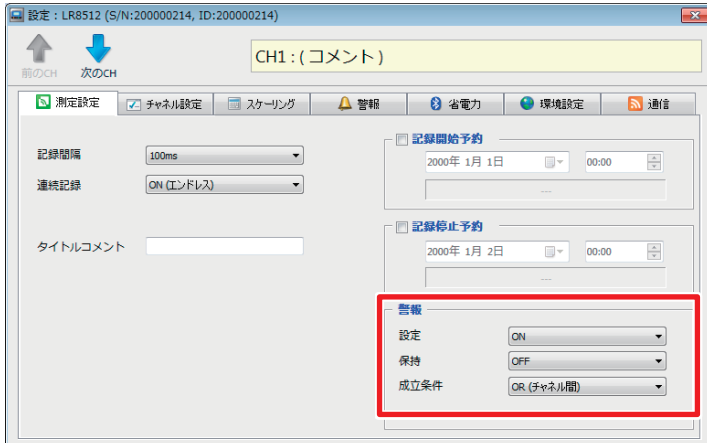 設定 : LR8512 (S/N:200000214, ID:200000214)
前のCH
次のCH
CH1 : ( コメント )
測定設定
チャネル設定
スケーリング
警報
省電力
環境設定
通信
記録間隔
100ms
連続記録
ON (エンドレス)
タイトルコメント
記録開始予約
2000年 1月 1日
00:00
---
記録停止予約
2000年 1月 2日
00:00
---
警報
設定
ON
保持
OFF
成立条件
OR (チャネル間)